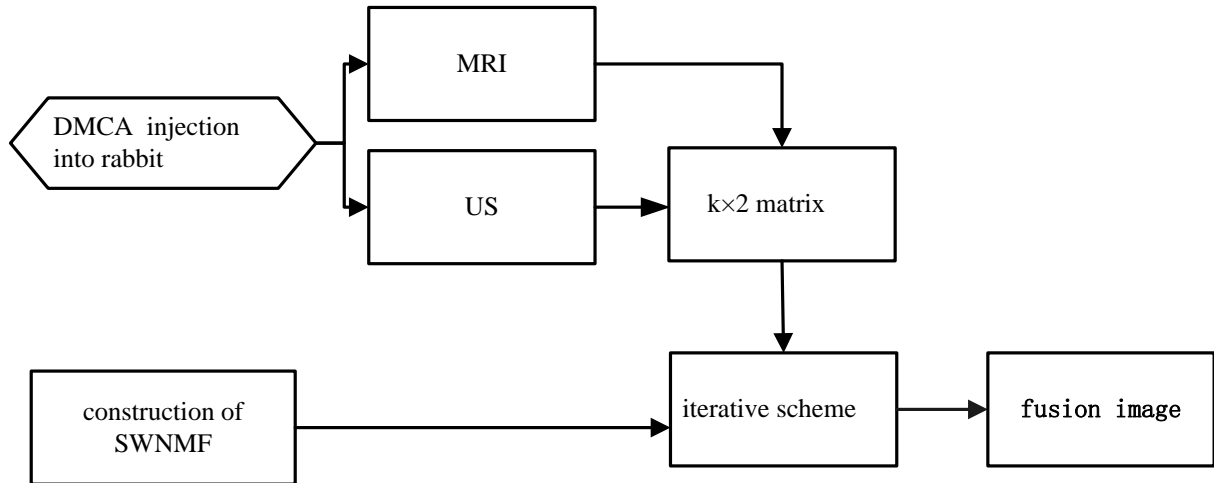 MRI
DMCA  injection
into rabbit
US
k×2 matrix
construction of
SWNMF
iterative scheme
fusion image